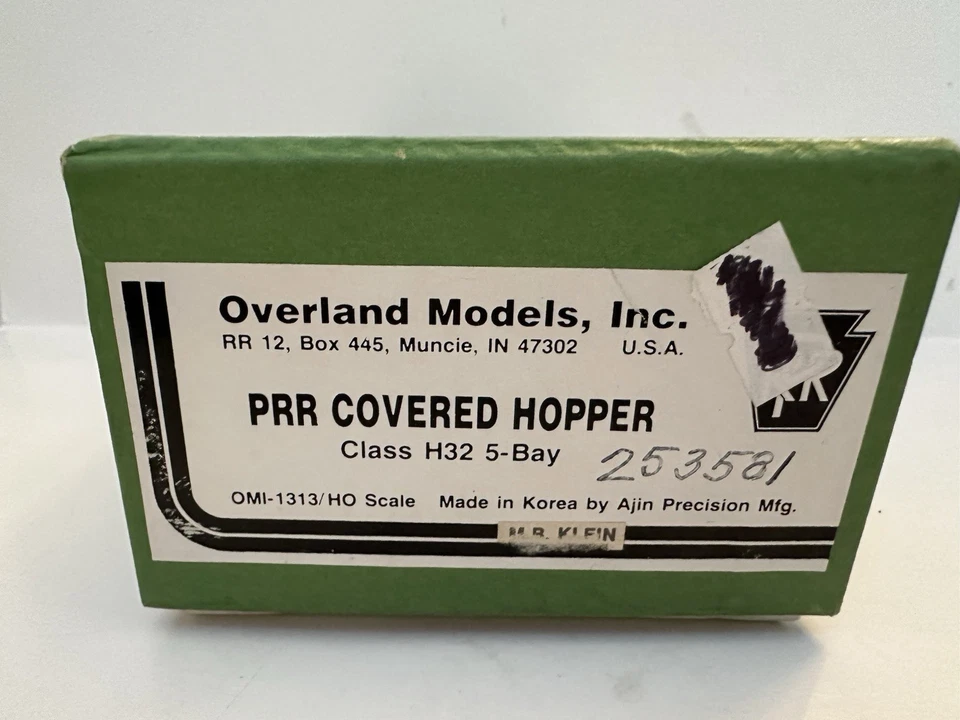 Overland Models, Inc.
RR 12, Box 445, Muncie, IN 47302 U.S.A.
PRR COVERED HOPPER
Class H32 5-Bay
253581
OMI-1313/HO Scale Made in Korea by Ajin Precision Mfg.
M.B. KLEIN